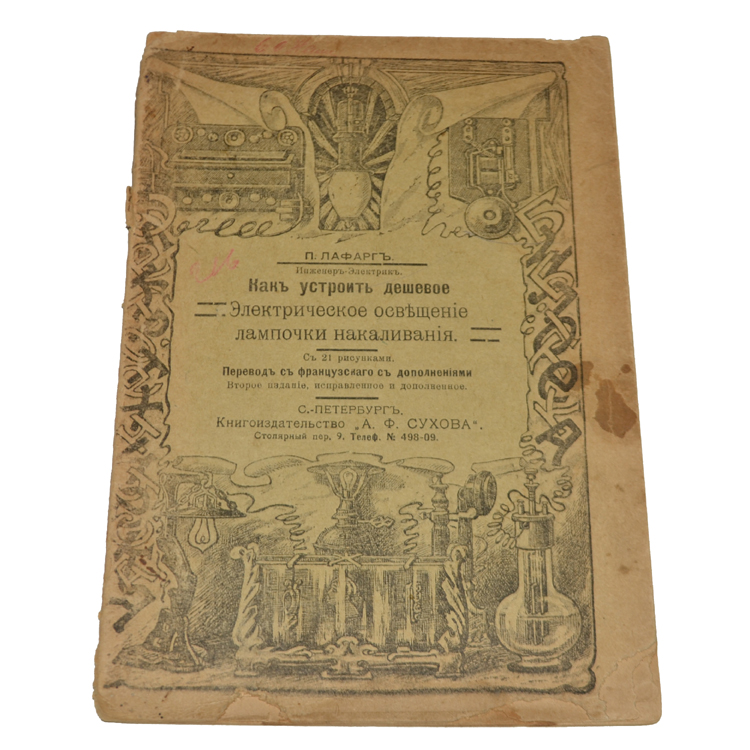 П. ЛАФАРГЪ.
Инженеръ-Электрик.
Какъ устроить дешевое
Электрическое освѣщеніе
лампочки накаливанія.
Съ 21 рисунками.
Переводъ съ французскаго съ дополненіями
Второе изданіе, исправленное и дополненное.
С.-ПЕТЕРБУРГЪ.
Книгоиздательство „А. Ф. СУХОВА".
Столярный пер. 9. Телеф. № 498-09.